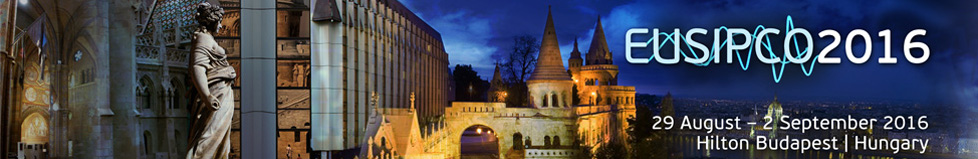 EUSIPCO2016
29 August – 2 September 2016
Hilton Budapest | Hungary